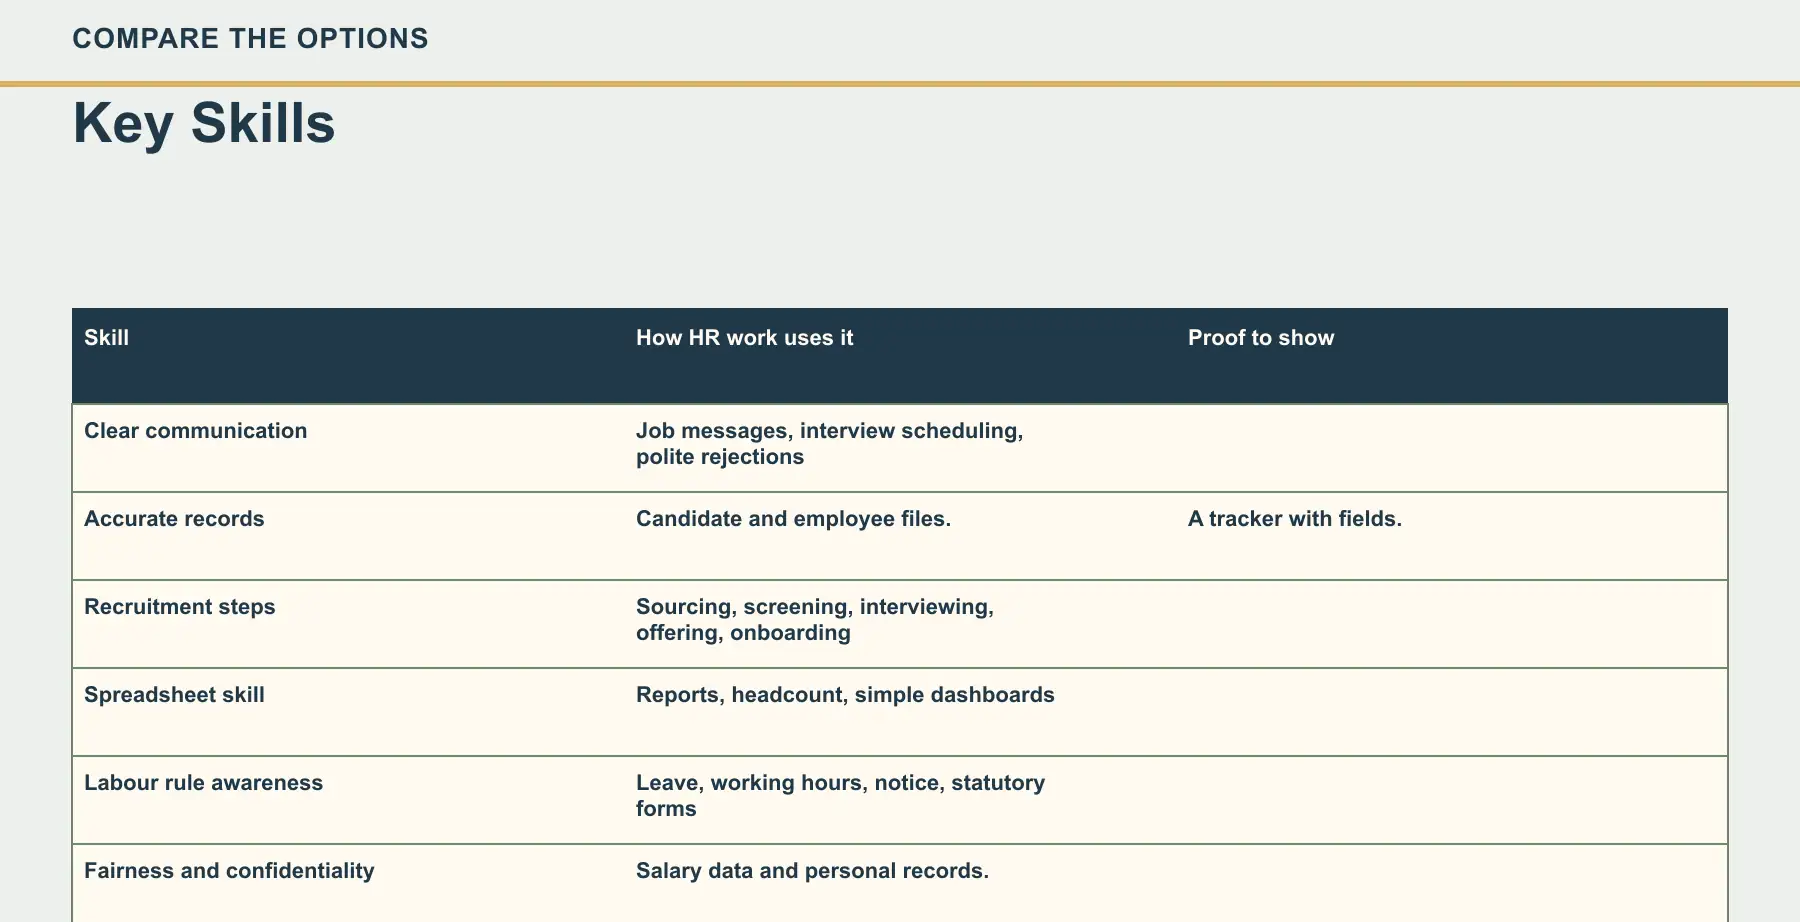 COMPARE THE OPTIONS
Key Skills
Skill How HR work uses it Proof to show
Clear communication Job messages, interview scheduling,
polite rejections
Accurate records Candidate and employee files. A tracker with fields.
Recruitment steps Sourcing, screening, interviewing,
offering, onboarding
Spreadsheet skill Reports, headcount, simple dashboards
Labour rule awareness Leave, working hours, notice, statutory
forms
Fairness and confidentiality Salary data and personal records.